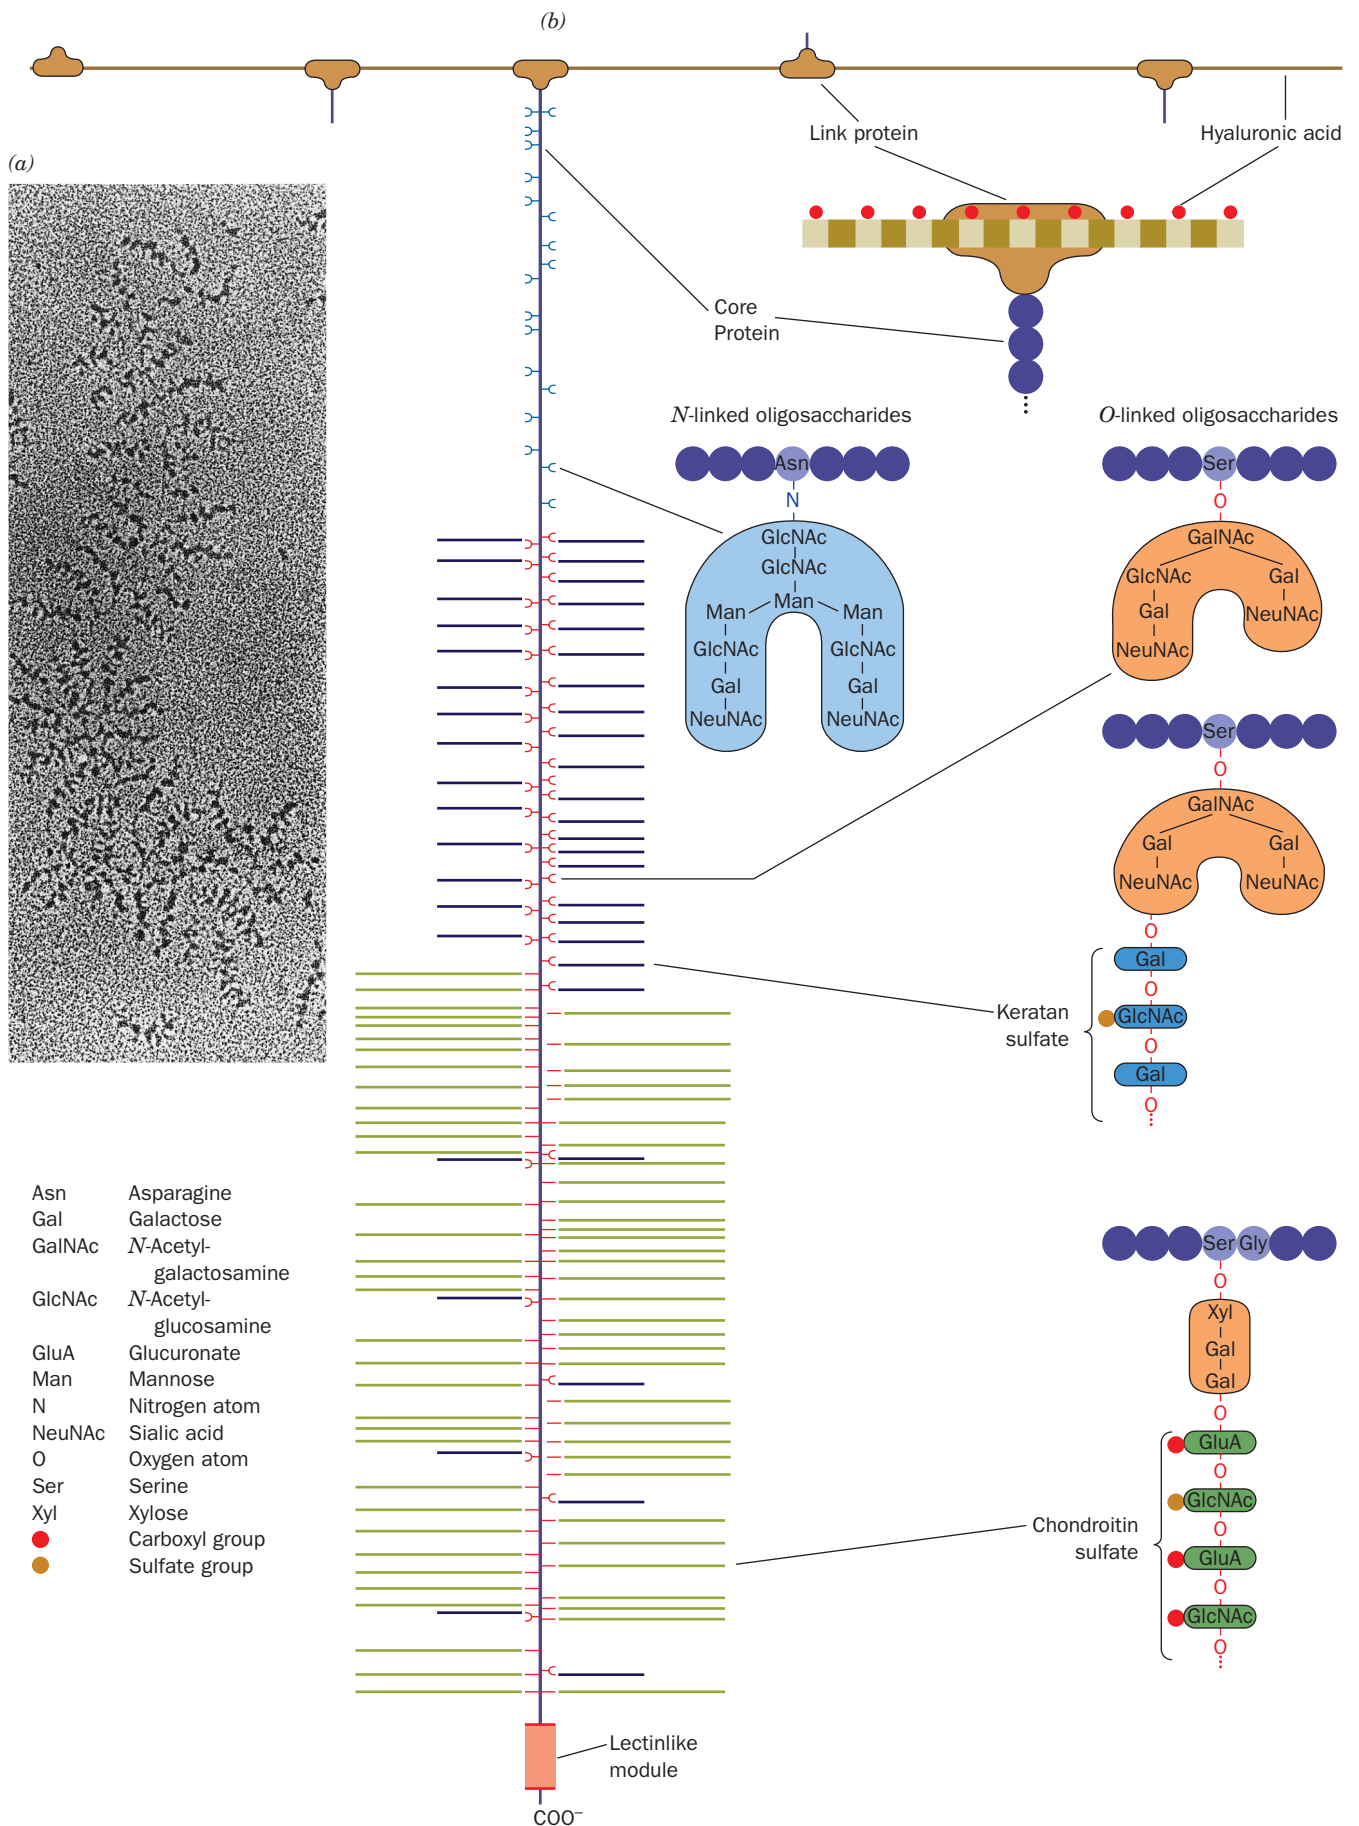 (b)
Link protein
Hyaluronic acid
(a)
Core
Protein
N-linked oligosaccharides
O-linked oligosaccharides
Asn
N
GlcNAc
GlcNAc
Man
Man
Man
GlcNAc
GlcNAc
Gal
Gal
NeuNAc
NeuNAc
Ser
O
GalNAc
GlcNAc
Gal
Gal
NeuNAc
NeuNAc
Ser
O
GalNAc
Gal
Gal
NeuNAc
NeuNAc
O
Gal
O
GlcNAc
O
Gal
O
Keratan
sulfate
Asn Asparagine
Gal Galactose
GalNAc N-Acetyl-
galactosamine
GlcNAc N-Acetyl-
glucosamine
GluA Glucuronate
Man Mannose
N Nitrogen atom
NeuNAc Sialic acid
O Oxygen atom
Ser Serine
Xyl Xylose
Carboxyl group
Sulfate group
Ser Gly
O
Xyl
Gal
Gal
O
GluA
O
GlcNAc
O
GluA
O
GlcNAc
O
Chondroitin
sulfate
Lectinlike
module
COO⁻